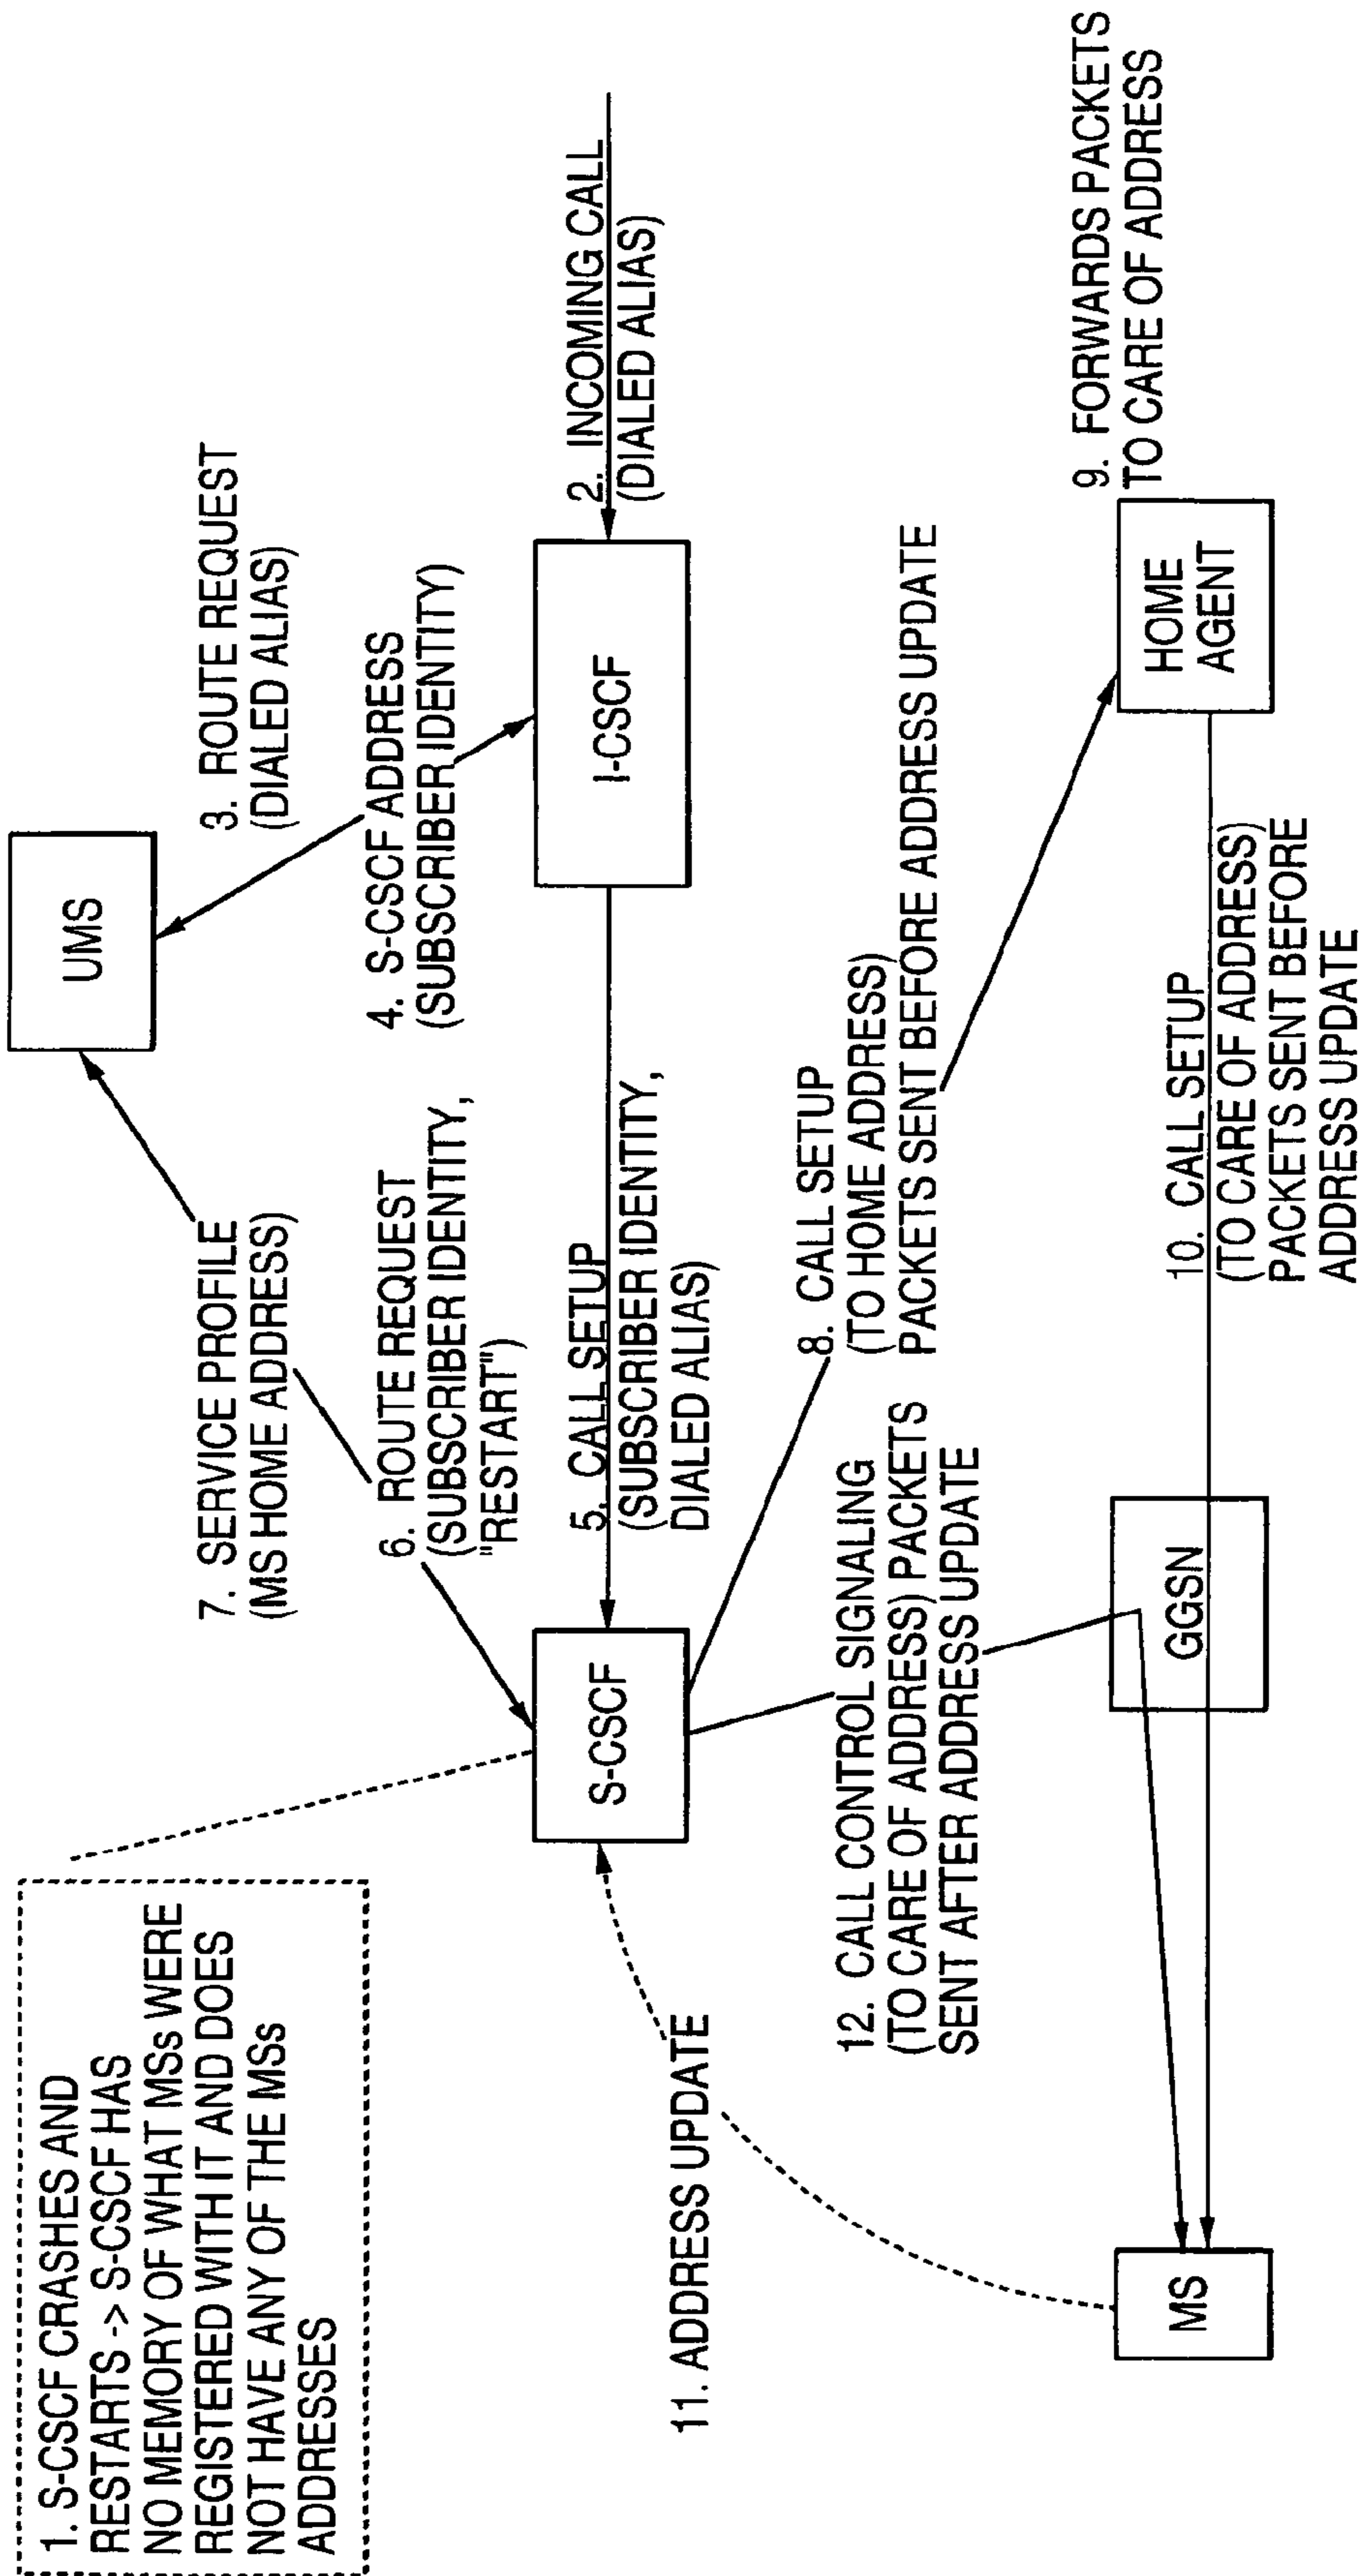 1. S-CSCF CRASHES AND
RESTARTS -> S-CSCF HAS
NO MEMORY OF WHAT MSs WERE
REGISTERED WITH IT AND DOES
NOT HAVE ANY OF THE MSs
ADDRESSES
UMS
3. ROUTE REQUEST
(DIALED ALIAS)
7. SERVICE PROFILE
(MS HOME ADDRESS)
4. S-CSCF ADDRESS
(SUBSCRIBER IDENTITY)
6. ROUTE REQUEST
(SUBSCRIBER IDENTITY,
"RESTART")
2. INCOMING CALL
(DIALED ALIAS)
I-CSCF
5. CALL SETUP
(SUBSCRIBER IDENTITY,
DIALED ALIAS)
S-CSCF
11. ADDRESS UPDATE
8. CALL SETUP
(TO HOME ADDRESS)
PACKETS SENT BEFORE ADDRESS UPDATE
12. CALL CONTROL SIGNALING
(TO CARE OF ADDRESS) PACKETS
SENT AFTER ADDRESS UPDATE
9. FORWARDS PACKETS
TO CARE OF ADDRESS
HOME
AGENT
10. CALL SETUP
(TO CARE OF ADDRESS)
PACKETS SENT BEFORE
ADDRESS UPDATE
GGSN
MS